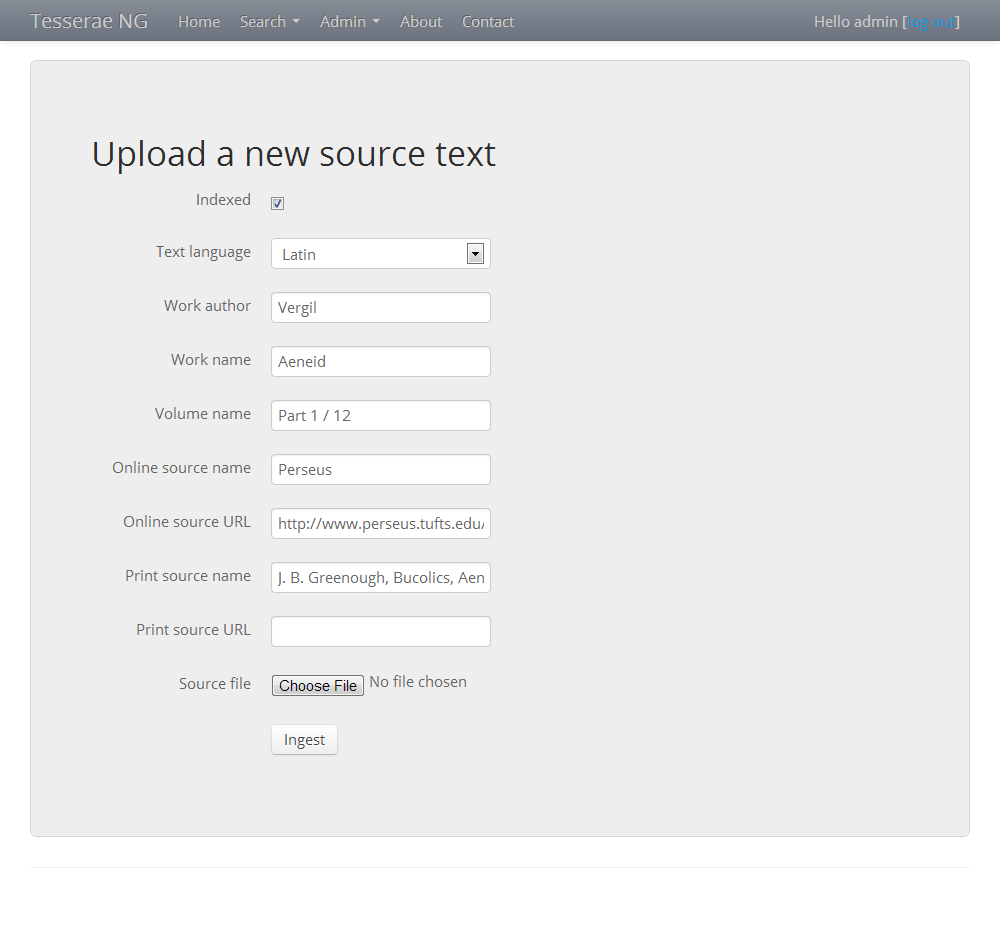 Tesserae NG Home Search Admin About Contact Hello admin [log out]
Upload a new source text
Indexed
Text language Latin
Work author Vergil
Work name Aeneid
Volume name Part 1 / 12
Online source name Perseus
Online source URL http://www.perseus.tufts.edu/
Print source name J. B. Greenough, Bucolics, Aen
Print source URL
Source file Choose File No file chosen
Ingest